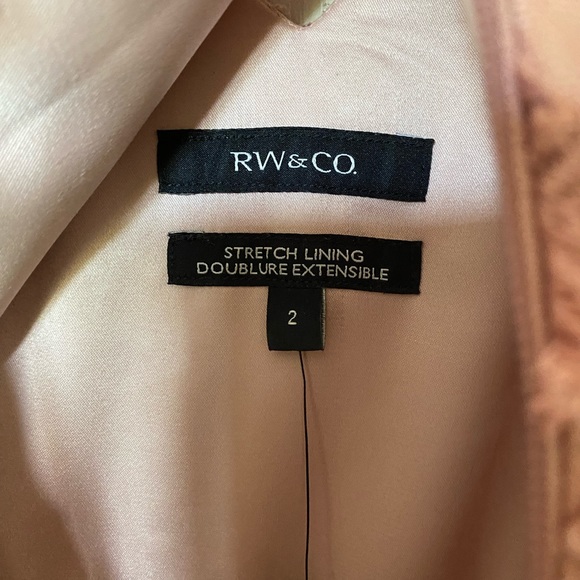 RW&CO.
STRETCH LINING
DOUBLURE EXTENSIBLE
2